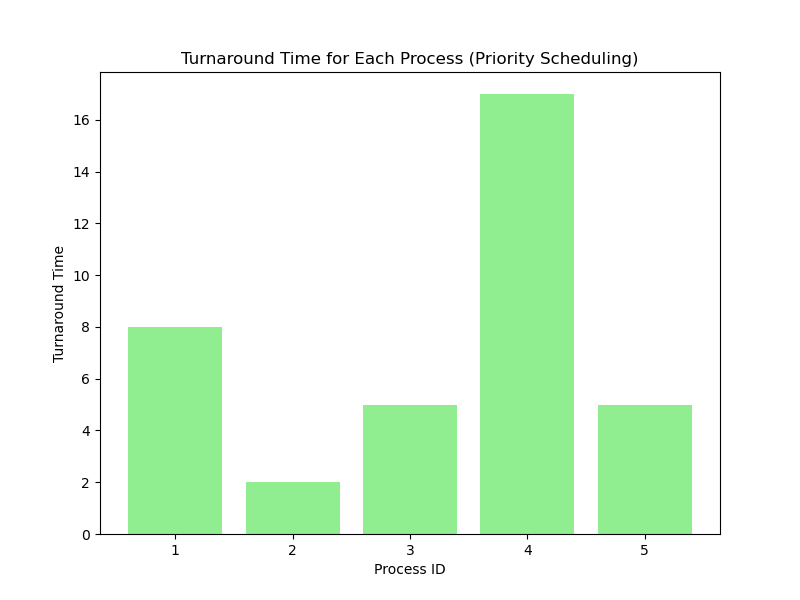 Turnaround Time for Each Process (Priority Scheduling)
16
14
12
10
8
6
4
2
0
Turnaround Time
1 2 3 4 5
Process ID